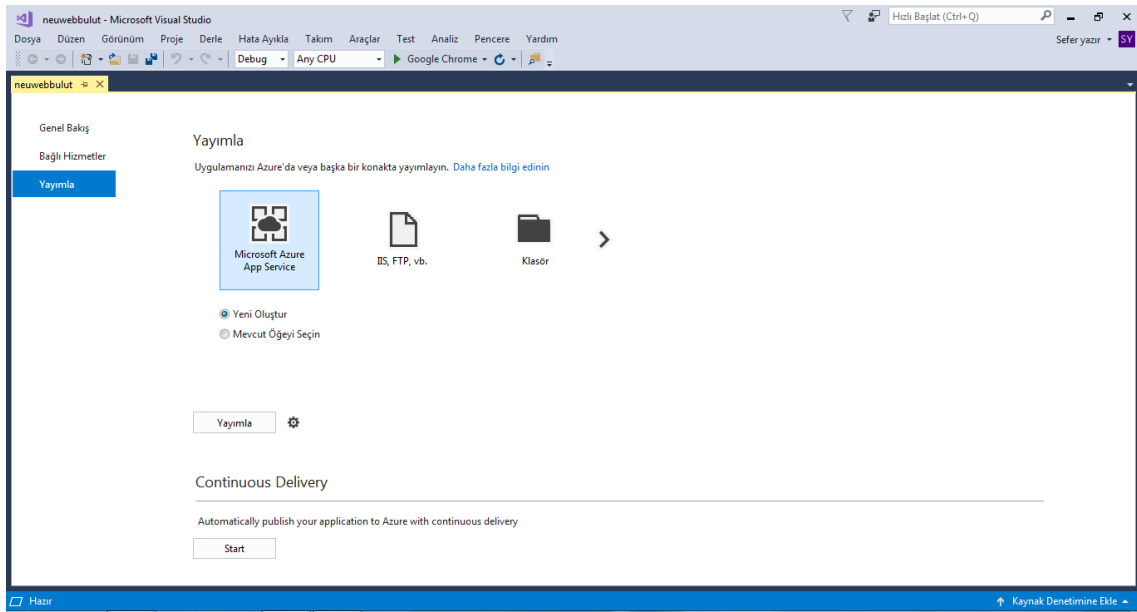 neuwebbulut - Microsoft Visual Studio
Hızlı Başlat (Ctrl+Q)
Dosya Düzen Görünüm Proje Derle Hata Ayıkla Takım Araçlar Test Analiz Pencere Yardım
Sefer yazır SY
Debug Any CPU Google Chrome
neuwebbulut
Genel Bakış
Bağlı Hizmetler
Yayımla
Yayımla
Uygulamanızı Azure'da veya başka bir konakta yayımlayın. Daha fazla bilgi edinin
Microsoft Azure
App Service
IIS, FTP, vb.
Klasör
Yeni Oluştur
Mevcut Öğeyi Seçin
Yayımla
Continuous Delivery
Automatically publish your application to Azure with continuous delivery
Start
Hazır
Kaynak Denetimine Ekle